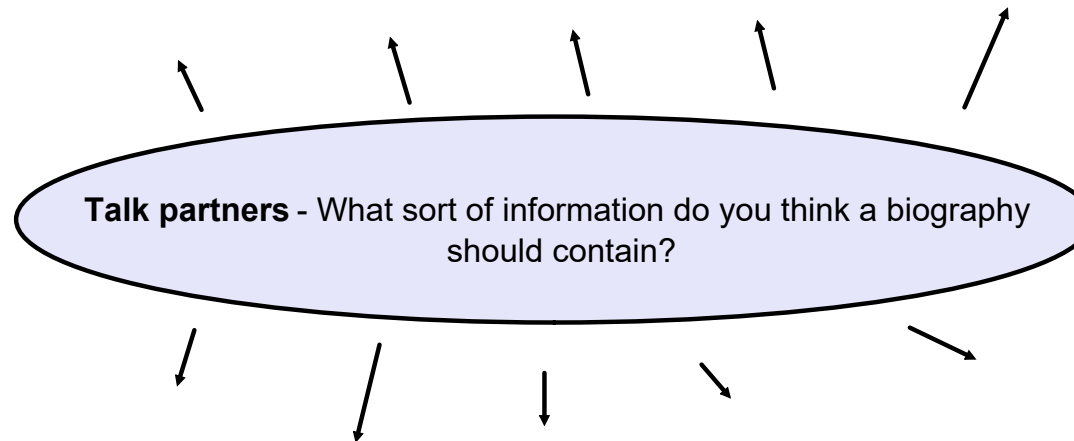 Talk partners - What sort of information do you think a biography
should contain?